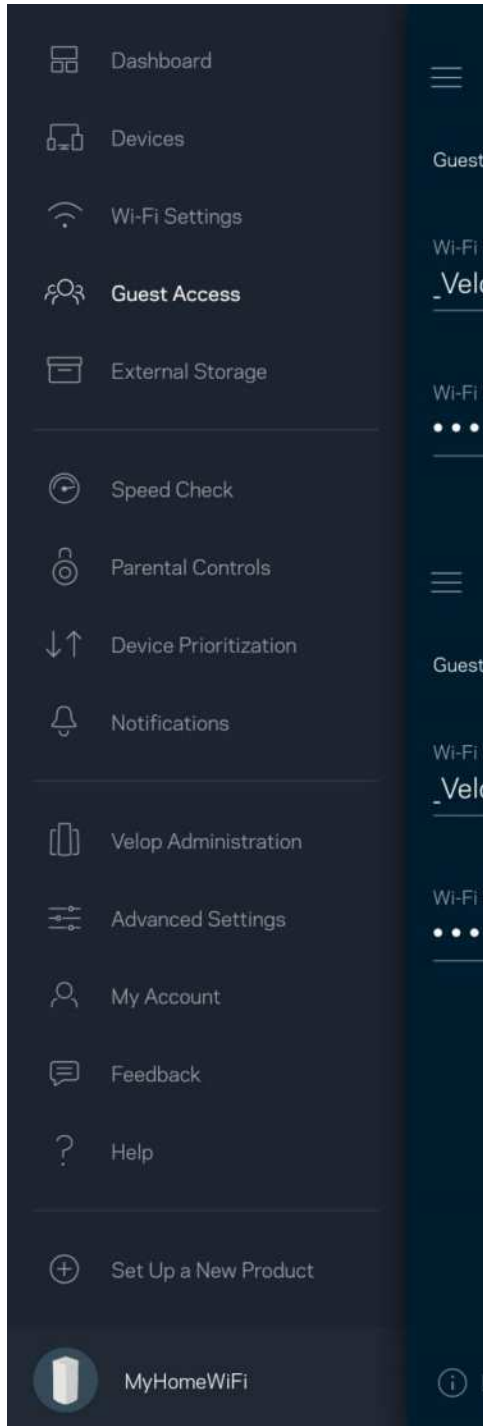 Dashboard
Devices
Wi-Fi Settings
Guest Access
External Storage
Speed Check
Parental Controls
Device Prioritization
Notifications
Velop Administration
Advanced Settings
My Account
Feedback
Help
Set Up a New Product
MyHomeWiFi
Guest
Wi-Fi
_Velo
Wi-Fi
Guest
Wi-Fi
_Velo
Wi-Fi